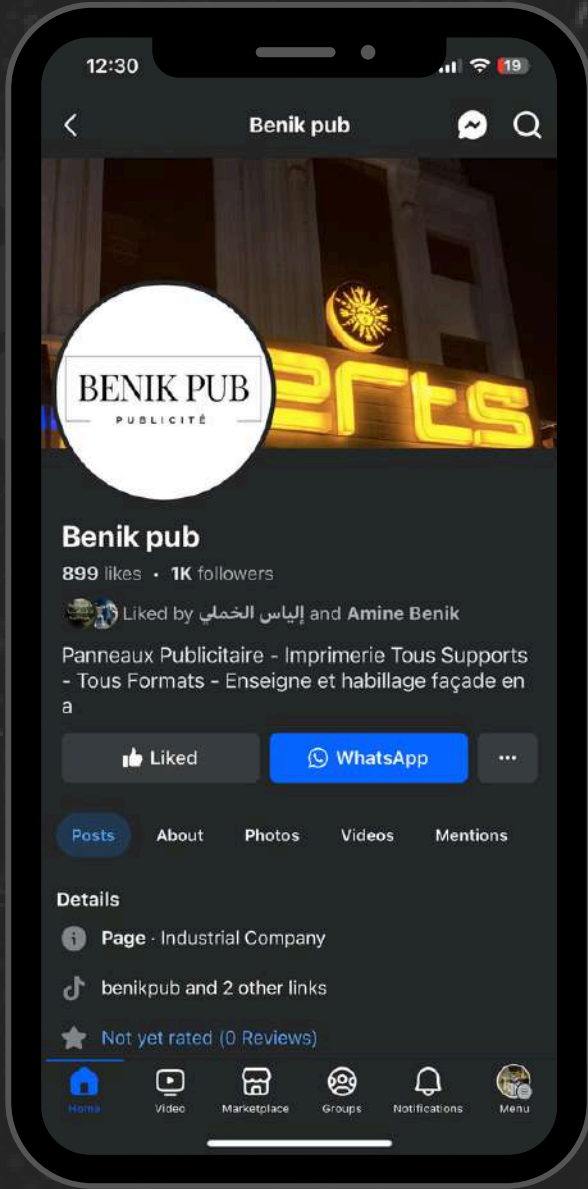 12:30
19
Benik pub
erts
BENIK PUB
PUBLICITÉ
Benik pub
899 likes • 1K followers
Liked by إلياس الخملي and Amine Benik
Panneaux Publicitaire - Imprimerie Tous Supports
- Tous Formats - Enseigne et habillage façade en
a
Liked
WhatsApp
Posts
About
Photos
Videos
Mentions
Details
Page · Industrial Company
benikpub and 2 other links
Not yet rated (0 Reviews)
Home
Video
Marketplace
Groups
Notifications
Menu